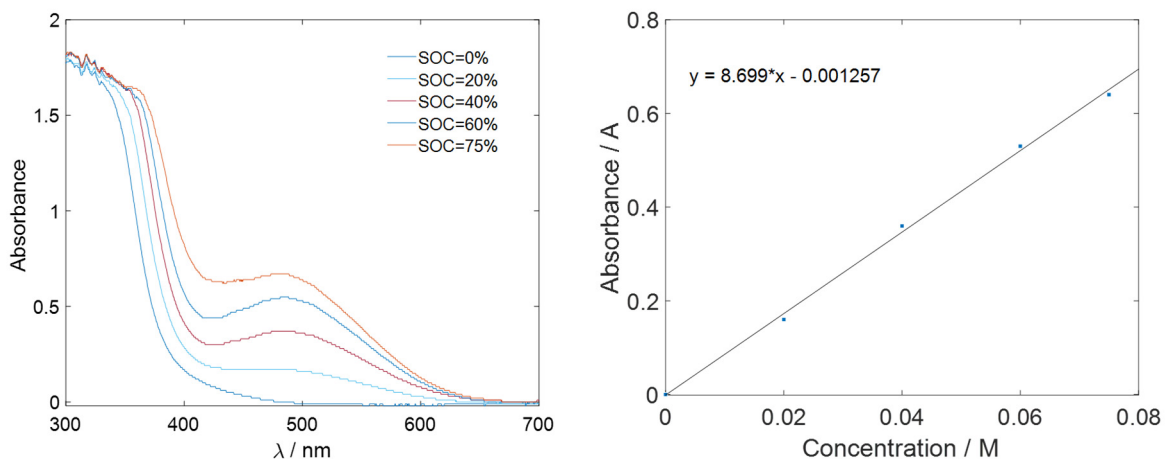 2
1.5
1
0.5
0
300
400
500
600
700
Absorbance
λ / nm
SOC=0%
SOC=20%
SOC=40%
SOC=60%
SOC=75%
0.8
0.6
0.4
0.2
0
0
0.02
0.04
0.06
0.08
Absorbance / A
Concentration / M
y = 8.699*x - 0.001257